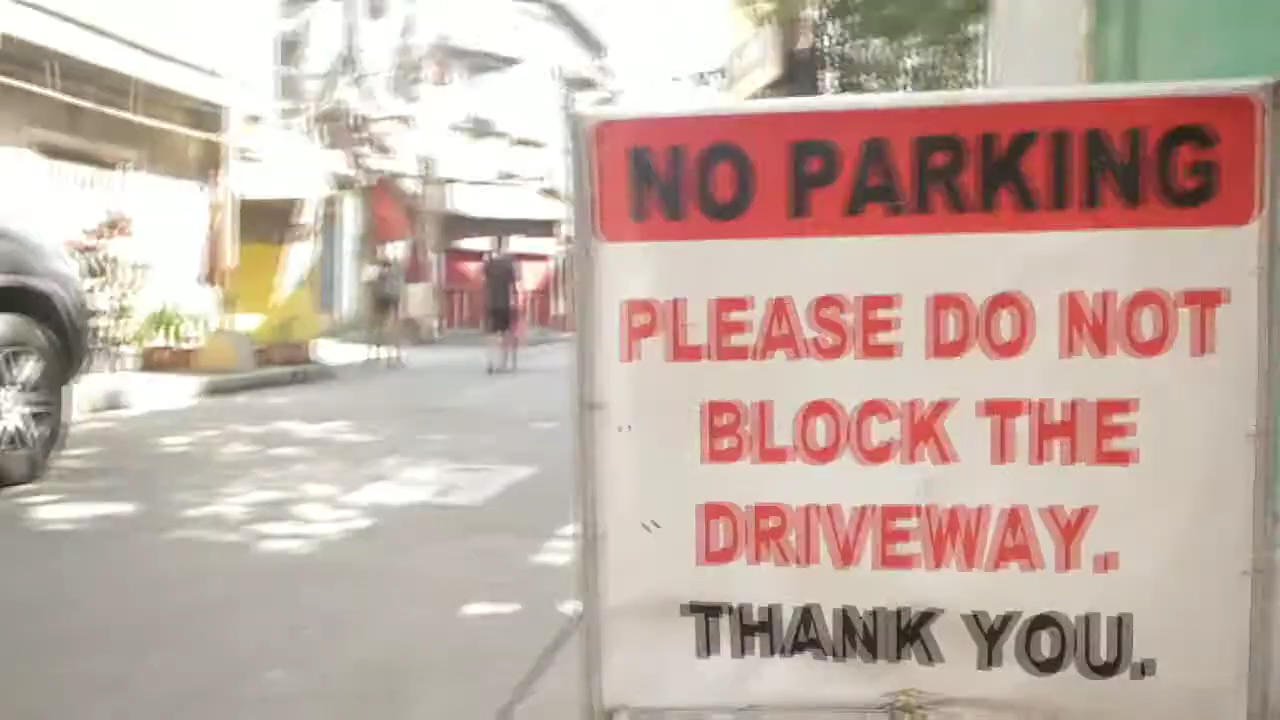 NO PARKING
PLEASE DO NOT
BLOCK THE
DRIVEWAY.
THANK YOU.